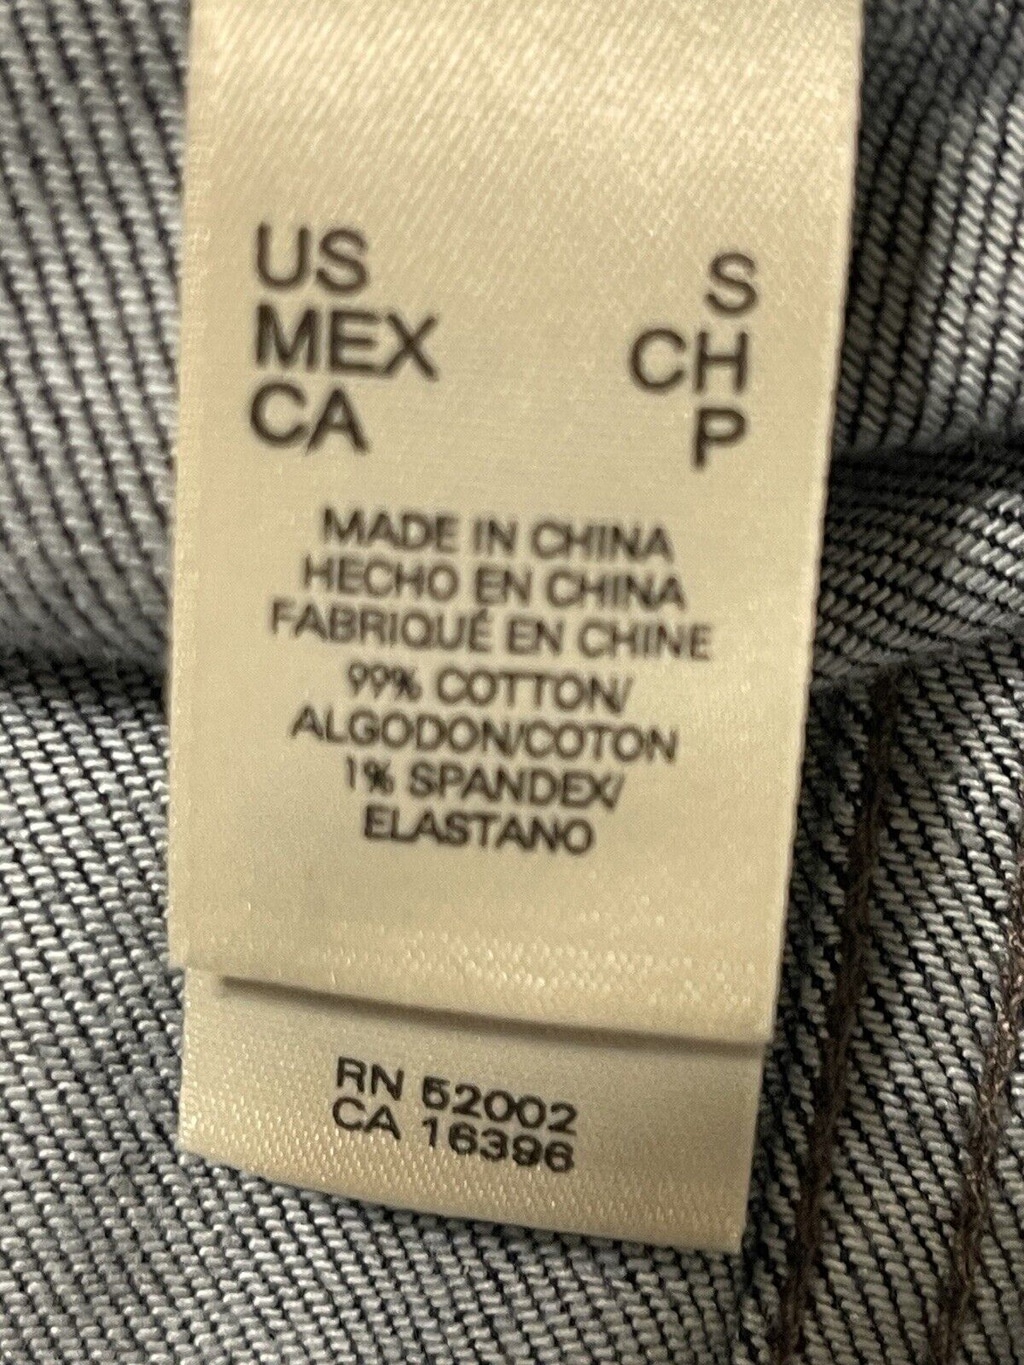 US S
MEX CH
CA P
MADE IN CHINA
HECHO EN CHINA
FABRIQUÉ EN CHINE
99% COTTON/
ALGODON/COTON
1% SPANDEX/
ELASTANO
RN 52002
CA 16396